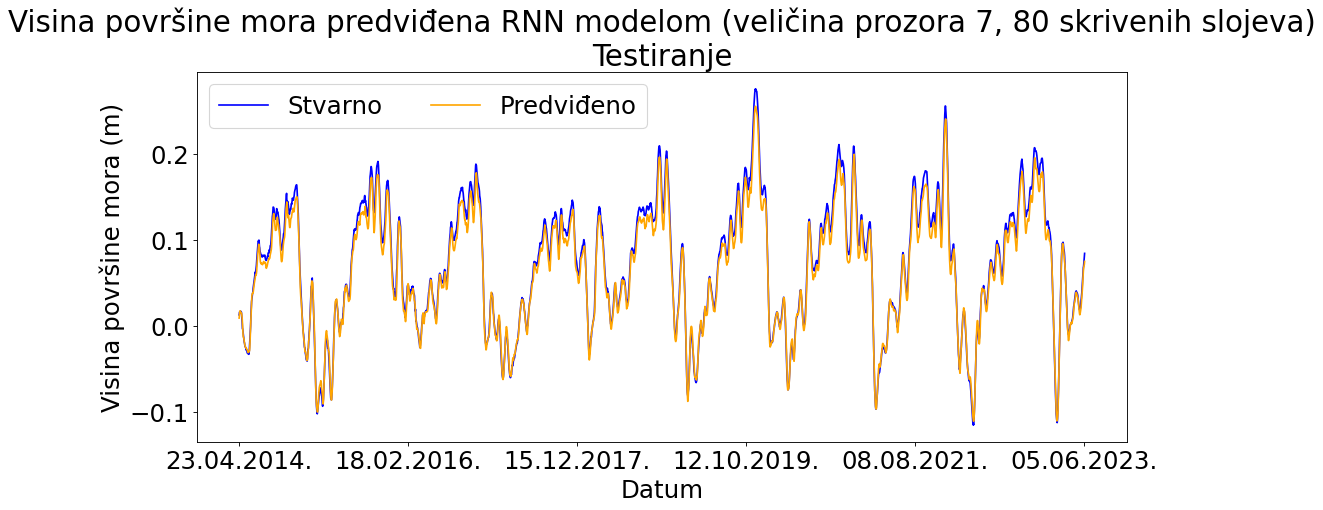 Visina površine mora predviđena RNN modelom (veličina prozora 7, 80 skrivenih slojeva)
Testiranje
Stvarno
Predviđeno
Visina površine mora (m)
0.2
0.1
0.0
−0.1
23.04.2014.
18.02.2016.
15.12.2017.
12.10.2019.
08.08.2021.
05.06.2023.
Datum